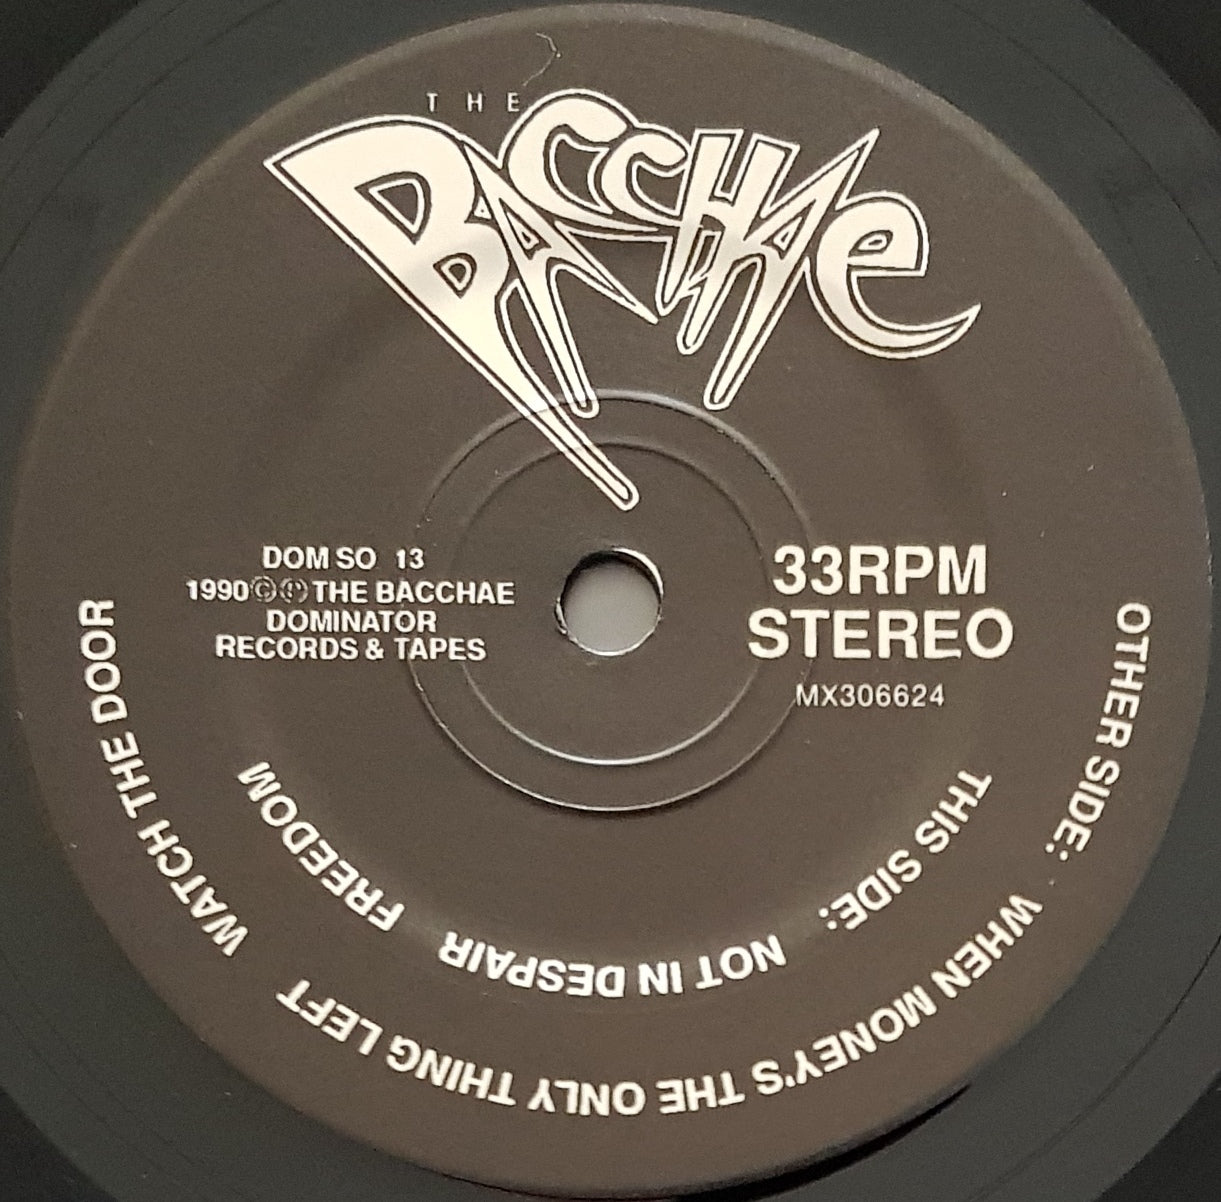 THE
BACCHAE
DOM SO 13
1990 © ℗ THE BACCHAE
DOMINATOR
RECORDS & TAPES
33RPM
STEREO
MX306624
THIS SIDE: NOT IN DESPAIR FREEDOM
OTHER SIDE: WHEN MONEY'S THE ONLY THING LEFT WATCH THE DOOR